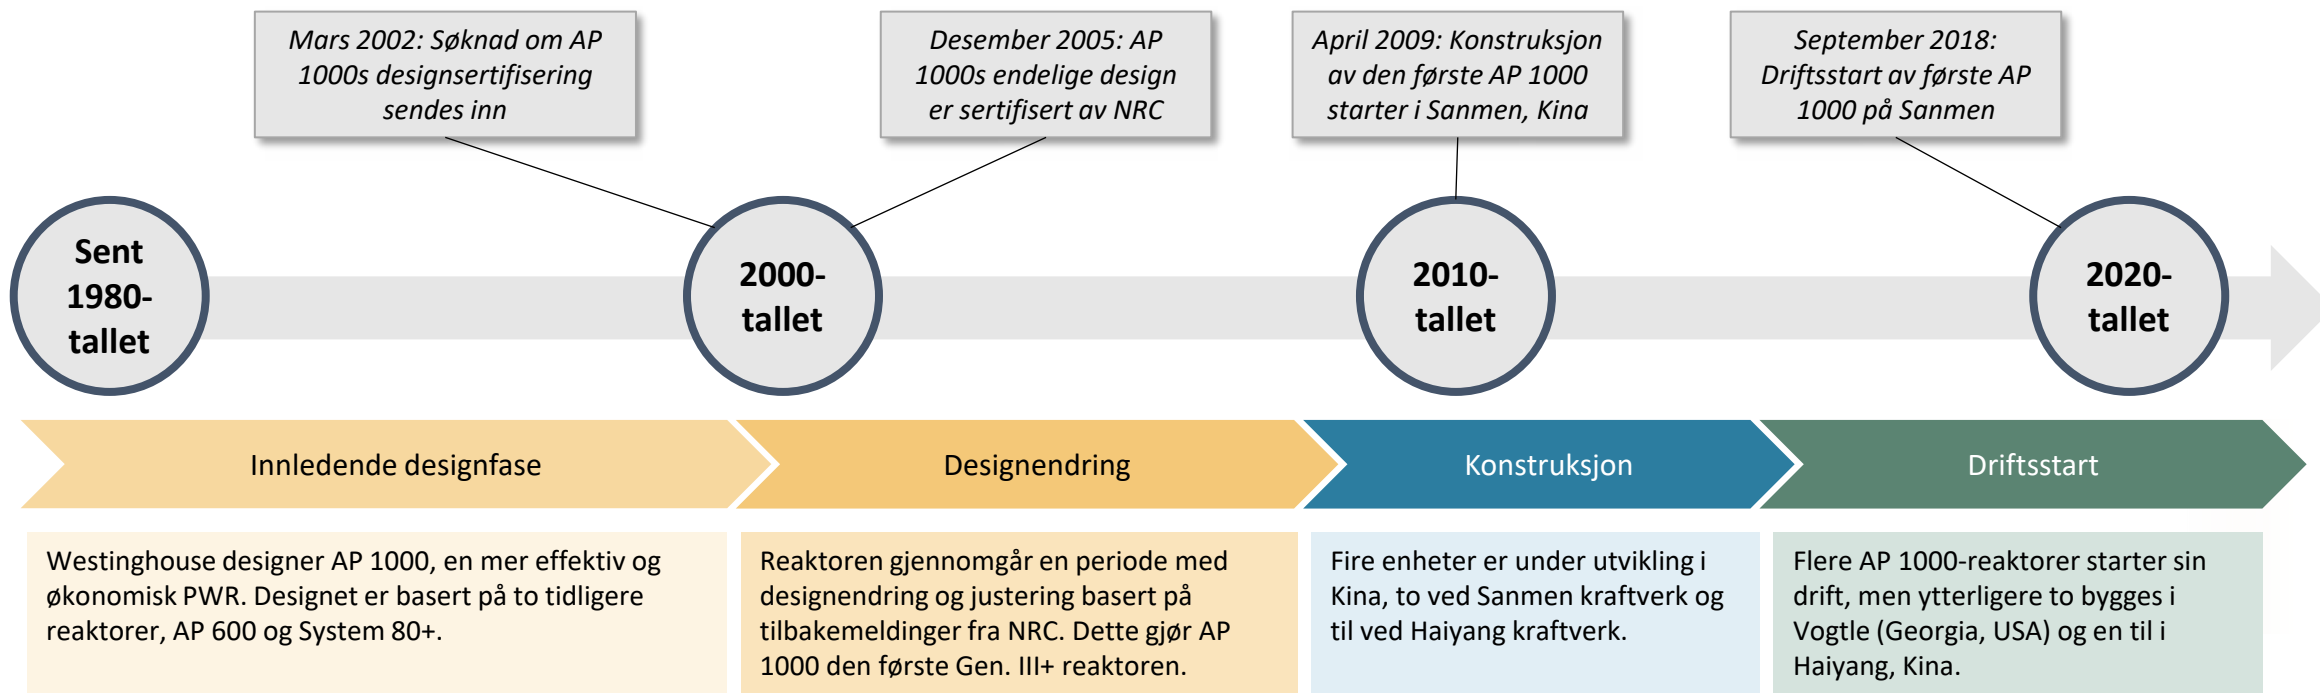 Mars 2002: Søknad om AP
1000s designsertifisering
sendes inn
Desember 2005: AP
1000s endelige design
er sertifisert av NRC
April 2009: Konstruksjon
av den første AP 1000
starter i Sanmen, Kina
September 2018:
Driftsstart av første AP
1000 på Sanmen
Sent
1980-
tallet
2000-
tallet
2010-
tallet
2020-
tallet
Innledende designfase
Designendring
Konstruksjon
Driftsstart
Westinghouse designer AP 1000, en mer effektiv og
økonomisk PWR. Designet er basert på to tidligere
reaktorer, AP 600 og System 80+.
Reaktoren gjennomgår en periode med
designendring og justering basert på
tilbakemeldinger fra NRC. Dette gjør AP
1000 den første Gen. III+ reaktoren.
Fire enheter er under utvikling i
Kina, to ved Sanmen kraftverk og
til ved Haiyang kraftverk.
Flere AP 1000-reaktorer starter sin
drift, men ytterligere to bygges i
Vogtle (Georgia, USA) og en til i
Haiyang, Kina.